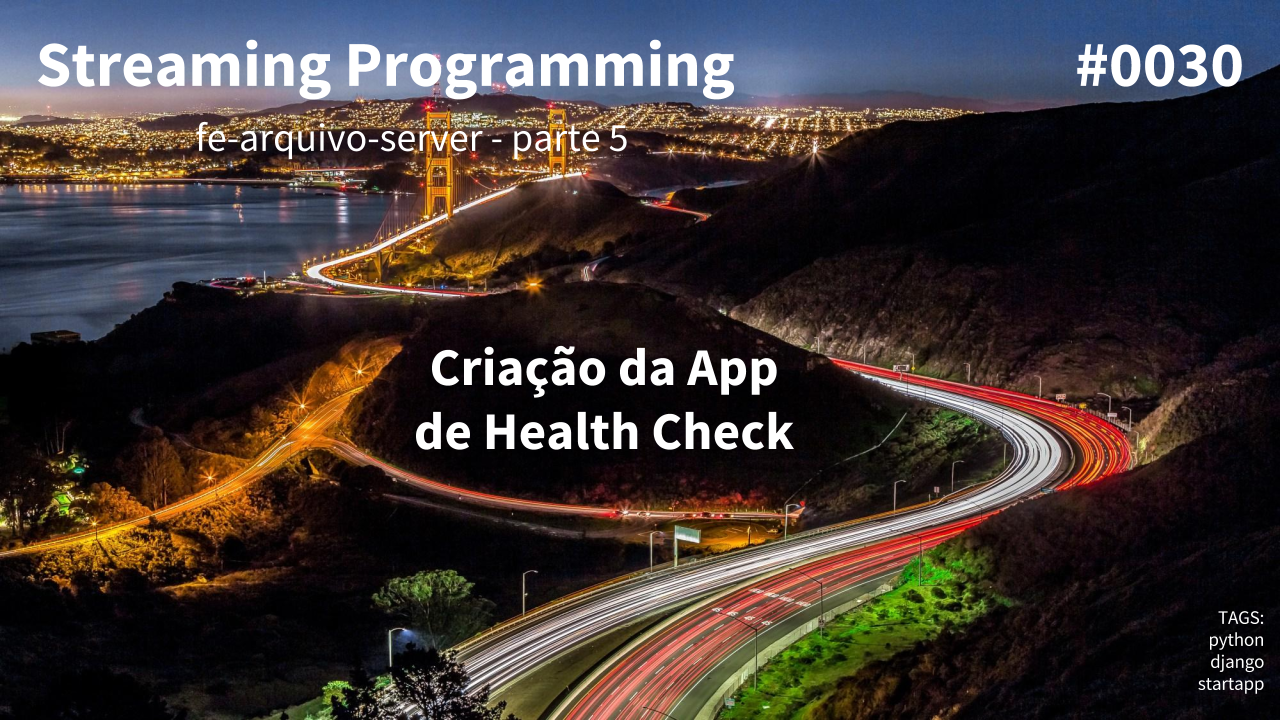 Streaming Programming
#0030
fe-arquivo-server - parte 5
Criação da App
de Health Check
TAGS:
python
django
startapp